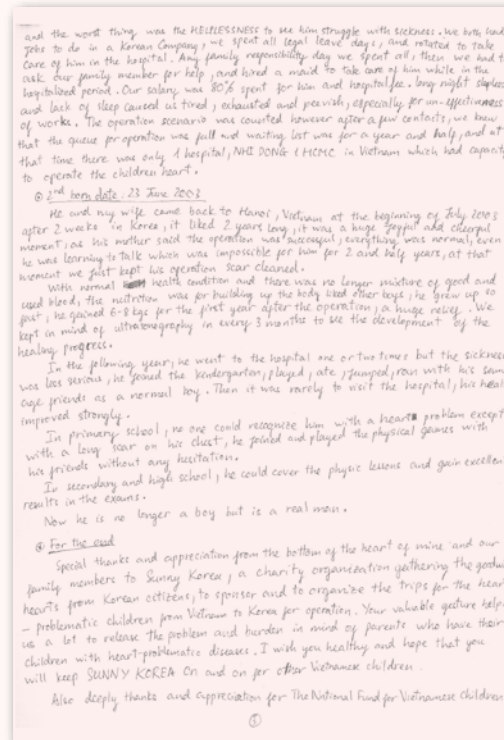 and the worst thing was the HELPLESSNESS to see him struggle with sickness. We both had
jobs to do in a Korean Company, we spent all legal leave days, and rotated to take
care of him in the hospital. Any family responsibility day we spent all, then we had to
ask our family member for help, and hired a maid to take care of him while in the
hospitalized period. Our salary was 80% spent for him and hospital fee. Long night sleepless
and lack of sleep caused us tired, exhausted and peevish, especially for un-effectiveness
of works. The operation scenario was counted however after a few contacts, we knew
that the queue for operation was full and waiting list was for a year and half, and at
that time there was only 1 hospital, NHI DONG 1 HCMC in Vietnam which had capacity
to operate the children heart.
⊙ 2nd born date: 23 June 2003
He and my wife came back to Hanoi, Vietnam at the beginning of July 2003
after 2 weeks in Korea, it liked 2 years long, it was a huge joyful and cheerful
moment, as his mother said the operation was successful, everything was normal, even
he was learning to talk which was impossible for him for 2 and half years, at that
moment we just kept his operation scar cleaned.
With normal health condition and there was no longer mixture of good and
used blood, the nutrition was for building up the body liked other boys, he grew up so
fast, he gained 6-8 kgs for the first year after the operation, a huge relief. We
kept in mind of ultrasonography in every 3 months to see the development of the
healing progress.
In the following year, he went to the hospital one or two times but the sickness
was less serious, he joined the kendergarten, played, ate, jumped, ran with his same
age friends as a normal boy. Then it was rarely to visit the hospital, his health
improved strongly.
In primary school, no one could recognize him with a heart problem except
with a long scar on his chest, he joined and played the physical games with
his friends without any hesitation.
In secondary and high school, he could cover the physic lessons and gain excellent
results in the exams.
Now he is no longer a boy but is a real man.
⊙ For the end
Special thanks and appreciation from the bottom of the heart of mine and our
family members to Sunny Korea, a charity organization gathering the goodwill
hearts from Korean citizens, to sponsor and to organize the trips for the heart
- problematic children from Vietnam to Korea for operation. Your valuable gesture helped
us a lot to release the problem and burden in mind of parents who have their
children with heart-problematic diseases. I wish you healthy and hope that you
will keep SUNNY KOREA On and on for other Vietnamese children.
Also deeply thanks and appreciation for The National Fund for Vietnamese Children